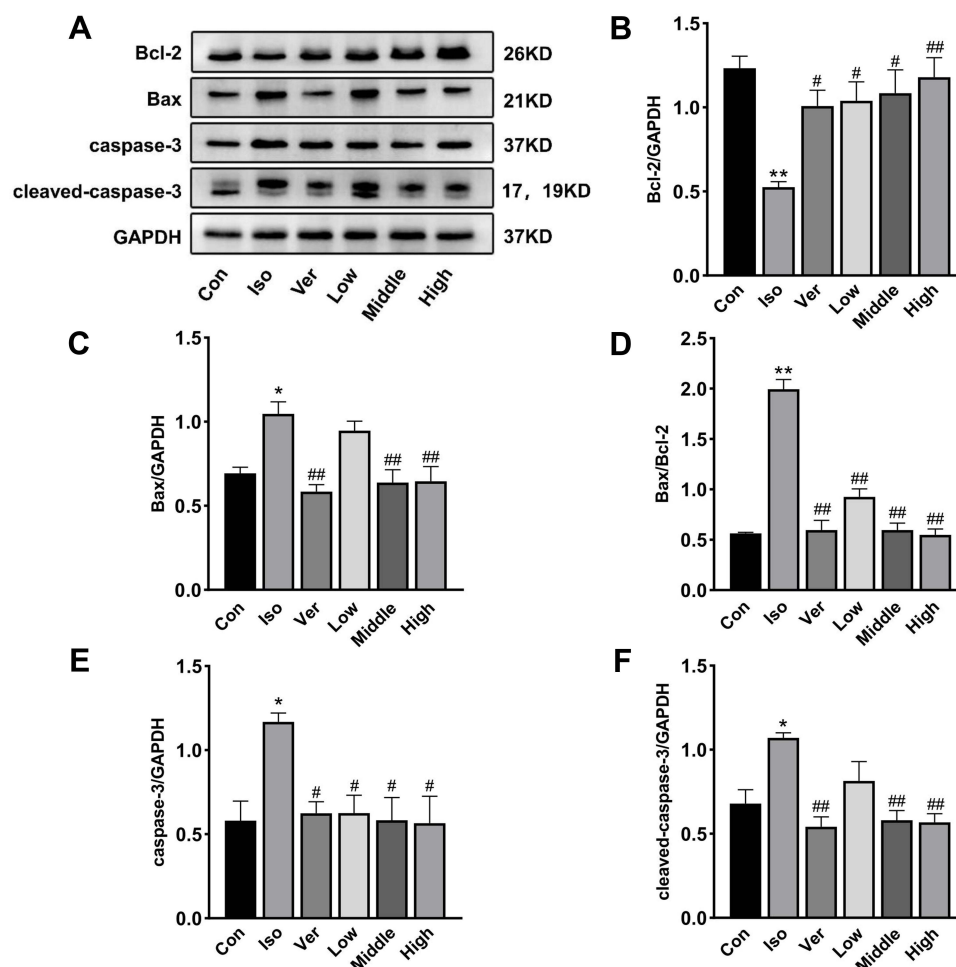 A
Bcl-2
26KD
Bax
21KD
caspase-3
37KD
cleaved-caspase-3
17, 19KD
GAPDH
37KD
Con
Iso
Ver
Low
Middle
High
B
Bcl-2/GAPDH
1.5
1.0
0.5
0.0
**
#
#
#
##
Con
Iso
Ver
Low
Middle
High
C
Bax/GAPDH
1.5
1.0
0.5
0.0
*
##
##
##
Con
Iso
Ver
Low
Middle
High
D
Bax/Bcl-2
2.5
2.0
1.5
1.0
0.5
0.0
**
##
##
##
##
Con
Iso
Ver
Low
Middle
High
E
caspase-3/GAPDH
1.5
1.0
0.5
0.0
*
#
#
#
#
Con
Iso
Ver
Low
Middle
High
F
cleaved-caspase-3/GAPDH
1.5
1.0
0.5
0.0
*
##
##
##
Con
Iso
Ver
Low
Middle
High